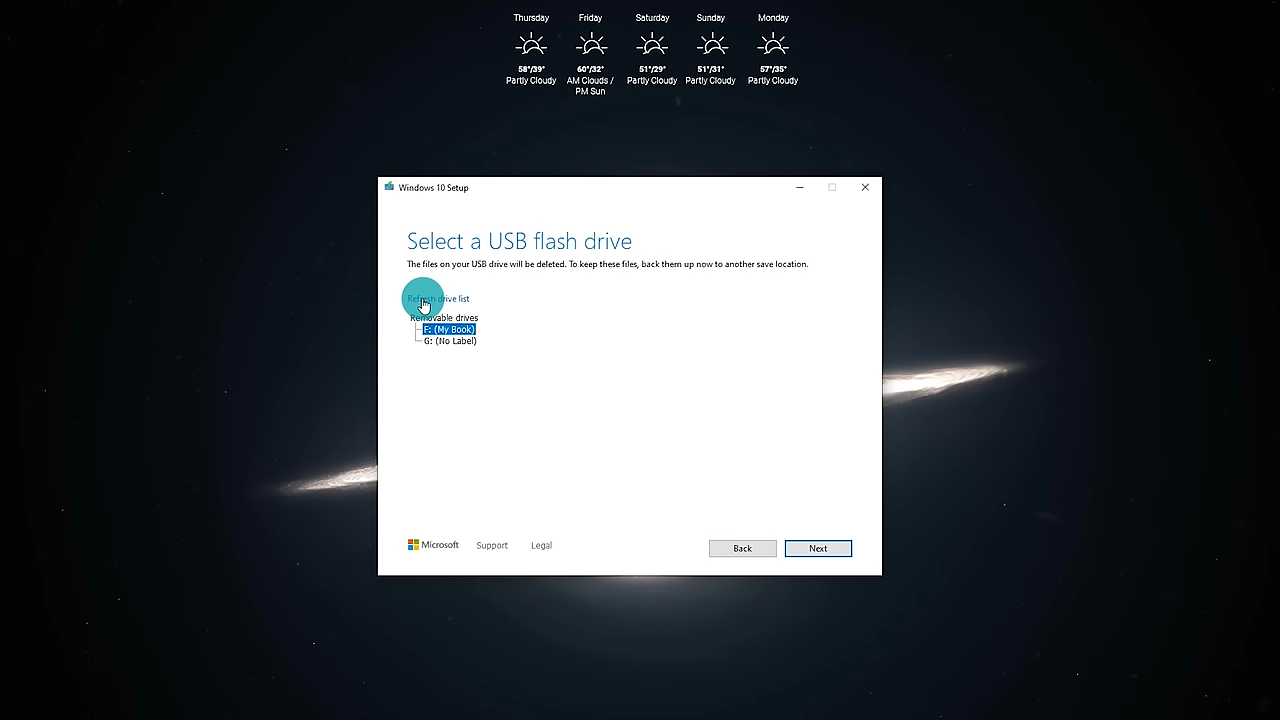 Thursday Friday Saturday Sunday Monday
58°/39° 60°/32° 51°/29° 51°/31° 57°/35°
Partly Cloudy AM Clouds / PM Sun Partly Cloudy Partly Cloudy Partly Cloudy
Windows 10 Setup
Select a USB flash drive
The files on your USB drive will be deleted. To keep these files, back them up now to another save location.
Refresh drive list
Removable drives
F: (My Book)
G: (No Label)
Microsoft Support Legal Back Next